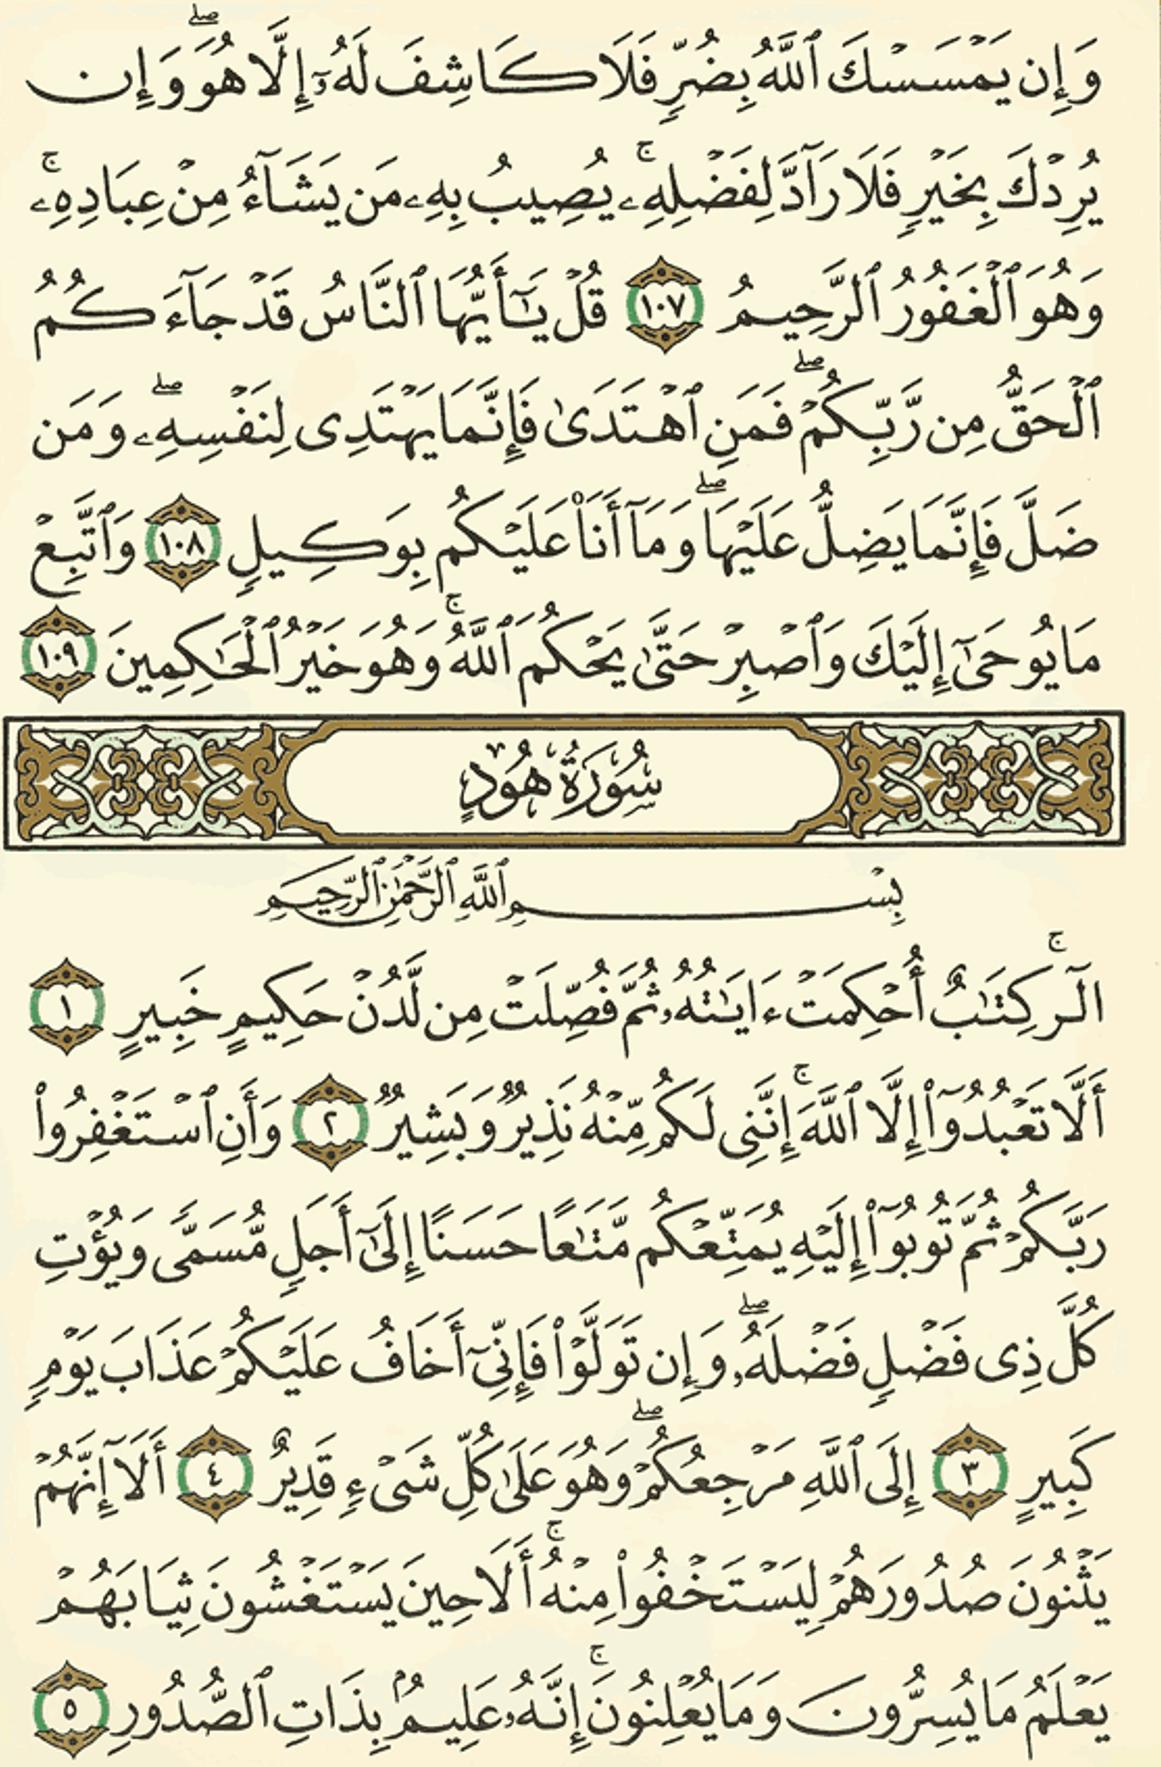 وَإِن يَمْسَسْكَ ٱللَّهُ بِضُرٍّ فَلَا كَاشِفَ لَهُۥٓ إِلَّا هُوَ ۖ وَإِن
يُرِدْكَ بِخَيْرٍ فَلَا رَآدَّ لِفَضْلِهِۦ ۚ يُصِيبُ بِهِۦ مَن يَشَآءُ مِنْ عِبَادِهِۦ ۚ
وَهُوَ ٱلْغَفُورُ ٱلرَّحِيمُ ١٠٧ قُلْ يَـٰٓأَيُّهَا ٱلنَّاسُ قَدْ جَآءَكُمُ
ٱلْحَقُّ مِن رَّبِّكُمْ ۖ فَمَنِ ٱهْتَدَىٰ فَإِنَّمَا يَهْتَدِى لِنَفْسِهِۦ ۖ وَمَن
ضَلَّ فَإِنَّمَا يَضِلُّ عَلَيْهَا ۖ وَمَآ أَنَا۠ عَلَيْكُم بِوَكِيلٍ ١٠٨ وَٱتَّبِعْ
مَا يُوحَىٰٓ إِلَيْكَ وَٱصْبِرْ حَتَّىٰ يَحْكُمَ ٱللَّهُ ۚ وَهُوَ خَيْرُ ٱلْحَـٰكِمِينَ ١٠٩
سُورَةُ هُودٍ
بِسْمِ ٱللَّهِ ٱلرَّحْمَـٰنِ ٱلرَّحِيمِ
الٓر ۚ كِتَـٰبٌ أُحْكِمَتْ ءَايَـٰتُهُۥ ثُمَّ فُصِّلَتْ مِن لَّدُنْ حَكِيمٍ خَبِيرٍ ١
أَلَّا تَعْبُدُوٓا۟ إِلَّا ٱللَّهَ ۚ إِنَّنِى لَكُم مِّنْهُ نَذِيرٌ وَبَشِيرٌ ٢ وَأَنِ ٱسْتَغْفِرُوا۟
رَبَّكُمْ ثُمَّ تُوبُوٓا۟ إِلَيْهِ يُمَتِّعْكُم مَّتَـٰعًا حَسَنًا إِلَىٰٓ أَجَلٍ مُّسَمًّى وَيُؤْتِ
كُلَّ ذِى فَضْلٍ فَضْلَهُۥ ۖ وَإِن تَوَلَّوْا۟ فَإِنِّىٓ أَخَافُ عَلَيْكُمْ عَذَابَ يَوْمٍ
كَبِيرٍ ٣ إِلَى ٱللَّهِ مَرْجِعُكُمْ ۖ وَهُوَ عَلَىٰ كُلِّ شَىْءٍ قَدِيرٌ ٤ أَلَآ إِنَّهُمْ
يَثْنُونَ صُدُورَهُمْ لِيَسْتَخْفُوا۟ مِنْهُ ۚ أَلَا حِينَ يَسْتَغْشُونَ ثِيَابَهُمْ
يَعْلَمُ مَا يُسِرُّونَ وَمَا يُعْلِنُونَ ۚ إِنَّهُۥ عَلِيمٌۢ بِذَاتِ ٱلصُّدُورِ ٥